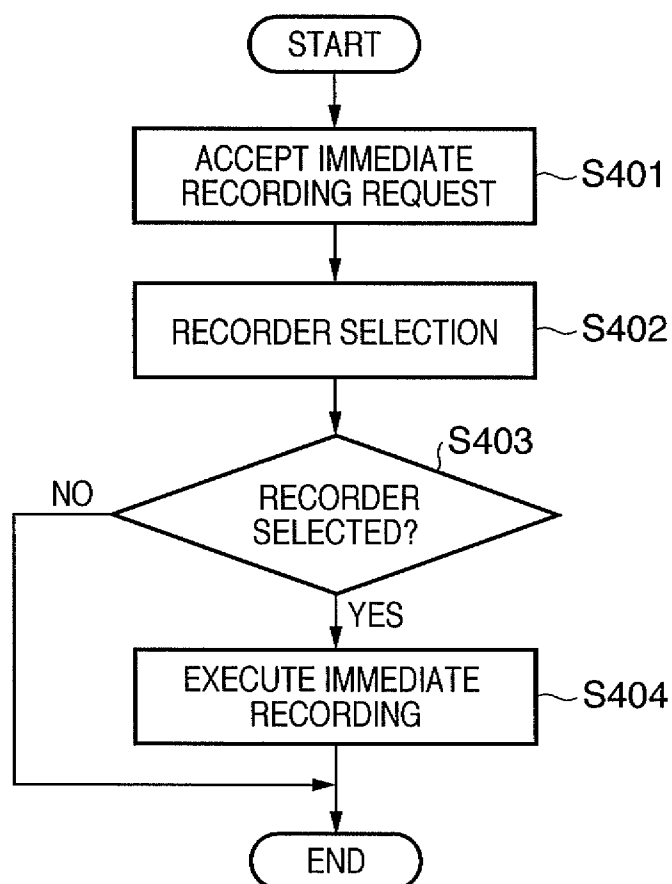 START
ACCEPT IMMEDIATE
RECORDING REQUEST
S401
RECORDER SELECTION
S402
S403
RECORDER
SELECTED?
NO
YES
EXECUTE IMMEDIATE
RECORDING
S404
END